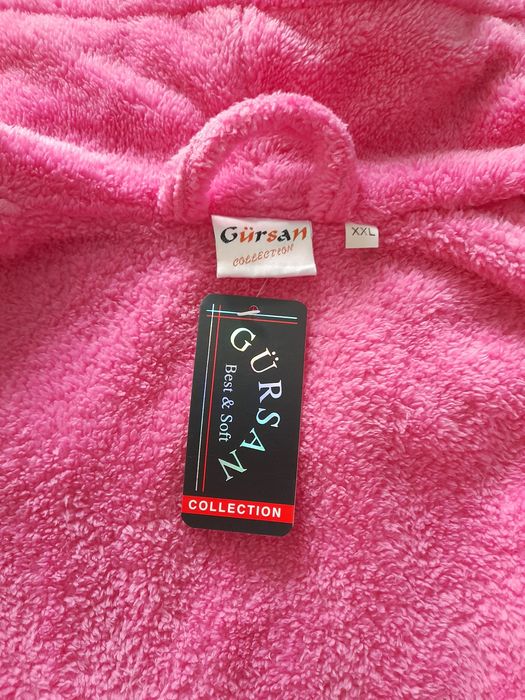 Gürsan
COLLECTION
XXL
GÜRSAN
Best & Soft
COLLECTION